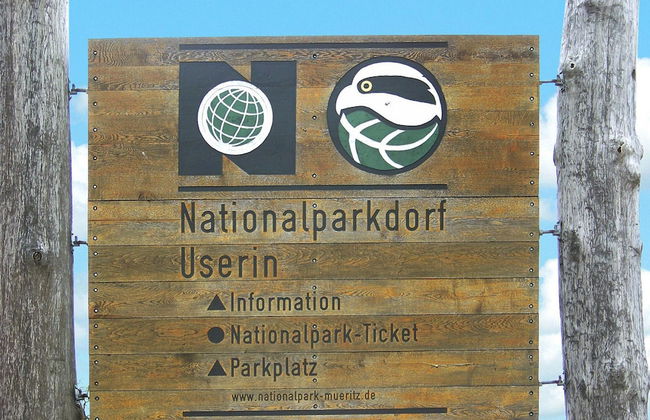 N
Nationalparkdorf
Userin
▲Information
●Nationalpark-Ticket
▲Parkplatz
www.nationalpark-mueritz.de